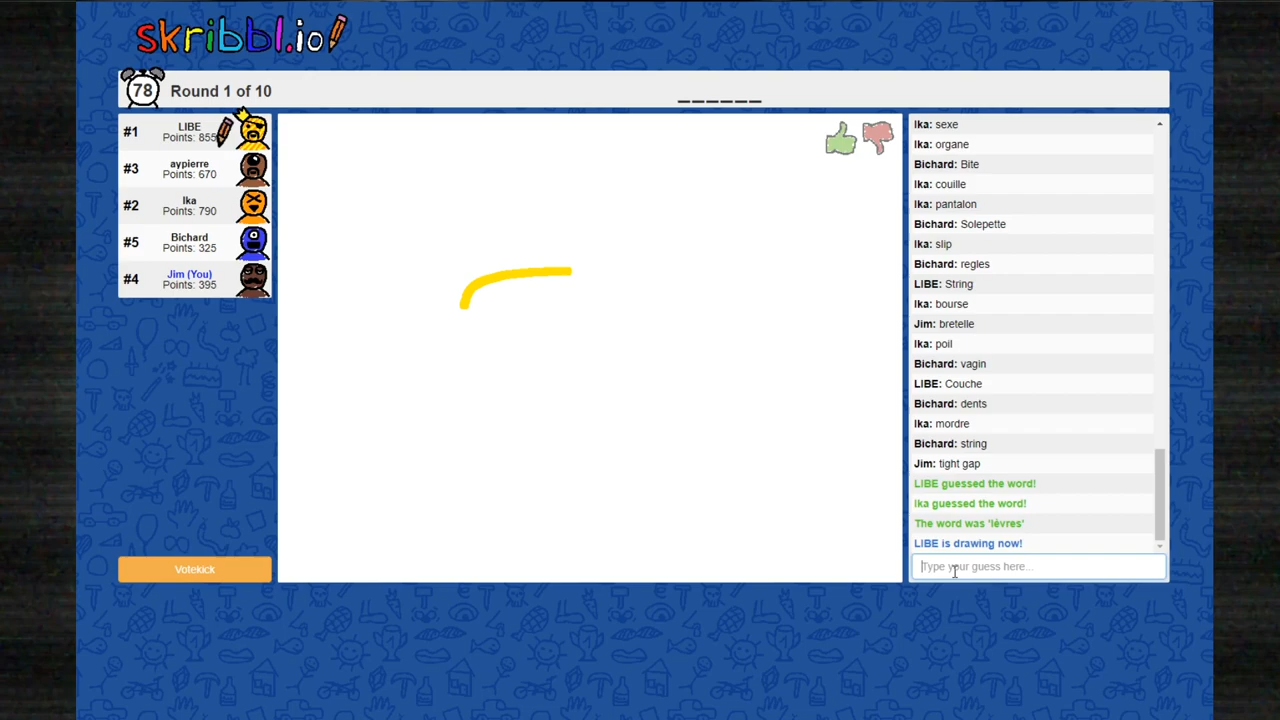 skribbl.io
78 Round 1 of 10 ______
#1 LIBE
Points: 855
#3 aypierre
Points: 670
#2 Ika
Points: 790
#5 Bichard
Points: 325
#4 Jim (You)
Points: 395
Votekick
Ika: sexe
Ika: organe
Bichard: Bite
Ika: couille
Ika: pantalon
Bichard: Solepette
Ika: slip
Bichard: regles
LIBE: String
Ika: bourse
Jim: bretelle
Ika: poil
Bichard: vagin
LIBE: Couche
Bichard: dents
Ika: mordre
Bichard: string
Jim: tight gap
LIBE guessed the word!
Ika guessed the word!
The word was 'lèvres'
LIBE is drawing now!
Type your guess here...